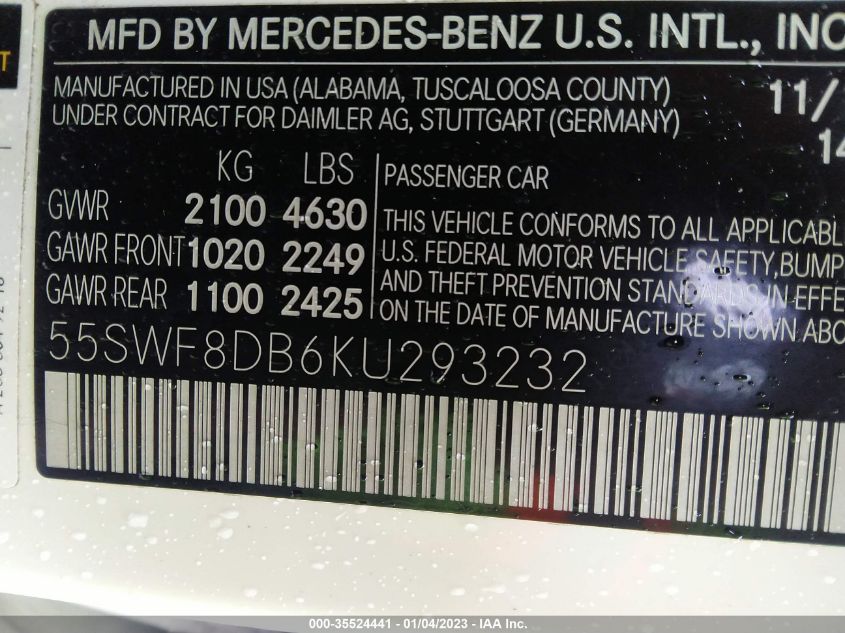 MFD BY MERCEDES-BENZ U.S. INTL., INC
MANUFACTURED IN USA (ALABAMA, TUSCALOOSA COUNTY) 11/
UNDER CONTRACT FOR DAIMLER AG, STUTTGART (GERMANY) 14
KG LBS
GVWR 2100 4630
GAWR FRONT 1020 2249
GAWR REAR 1100 2425
PASSENGER CAR
THIS VEHICLE CONFORMS TO ALL APPLICABL
U.S. FEDERAL MOTOR VEHICLE SAFETY, BUMP
AND THEFT PREVENTION STANDARDS IN EFFE
ON THE DATE OF MANUFACTURE SHOWN ABO
55SWF8DB6KU293232
000-35524441 - 01/04/2023 - IAA Inc.